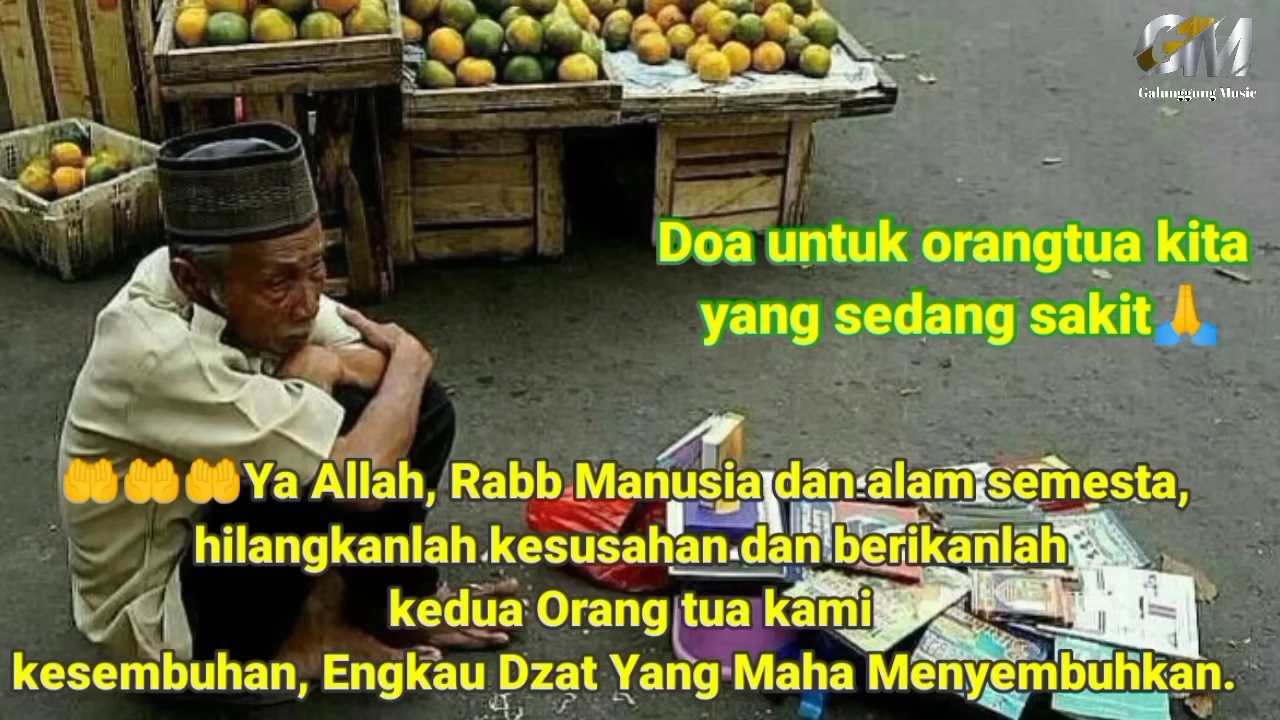 GM
Galunggung Music
Doa untuk orangtua kita
yang sedang sakit🙏
🤲🤲🤲Ya Allah, Rabb Manusia dan alam semesta,
hilangkanlah kesusahan dan berikanlah
kedua Orang tua kami
kesembuhan, Engkau Dzat Yang Maha Menyembuhkan.